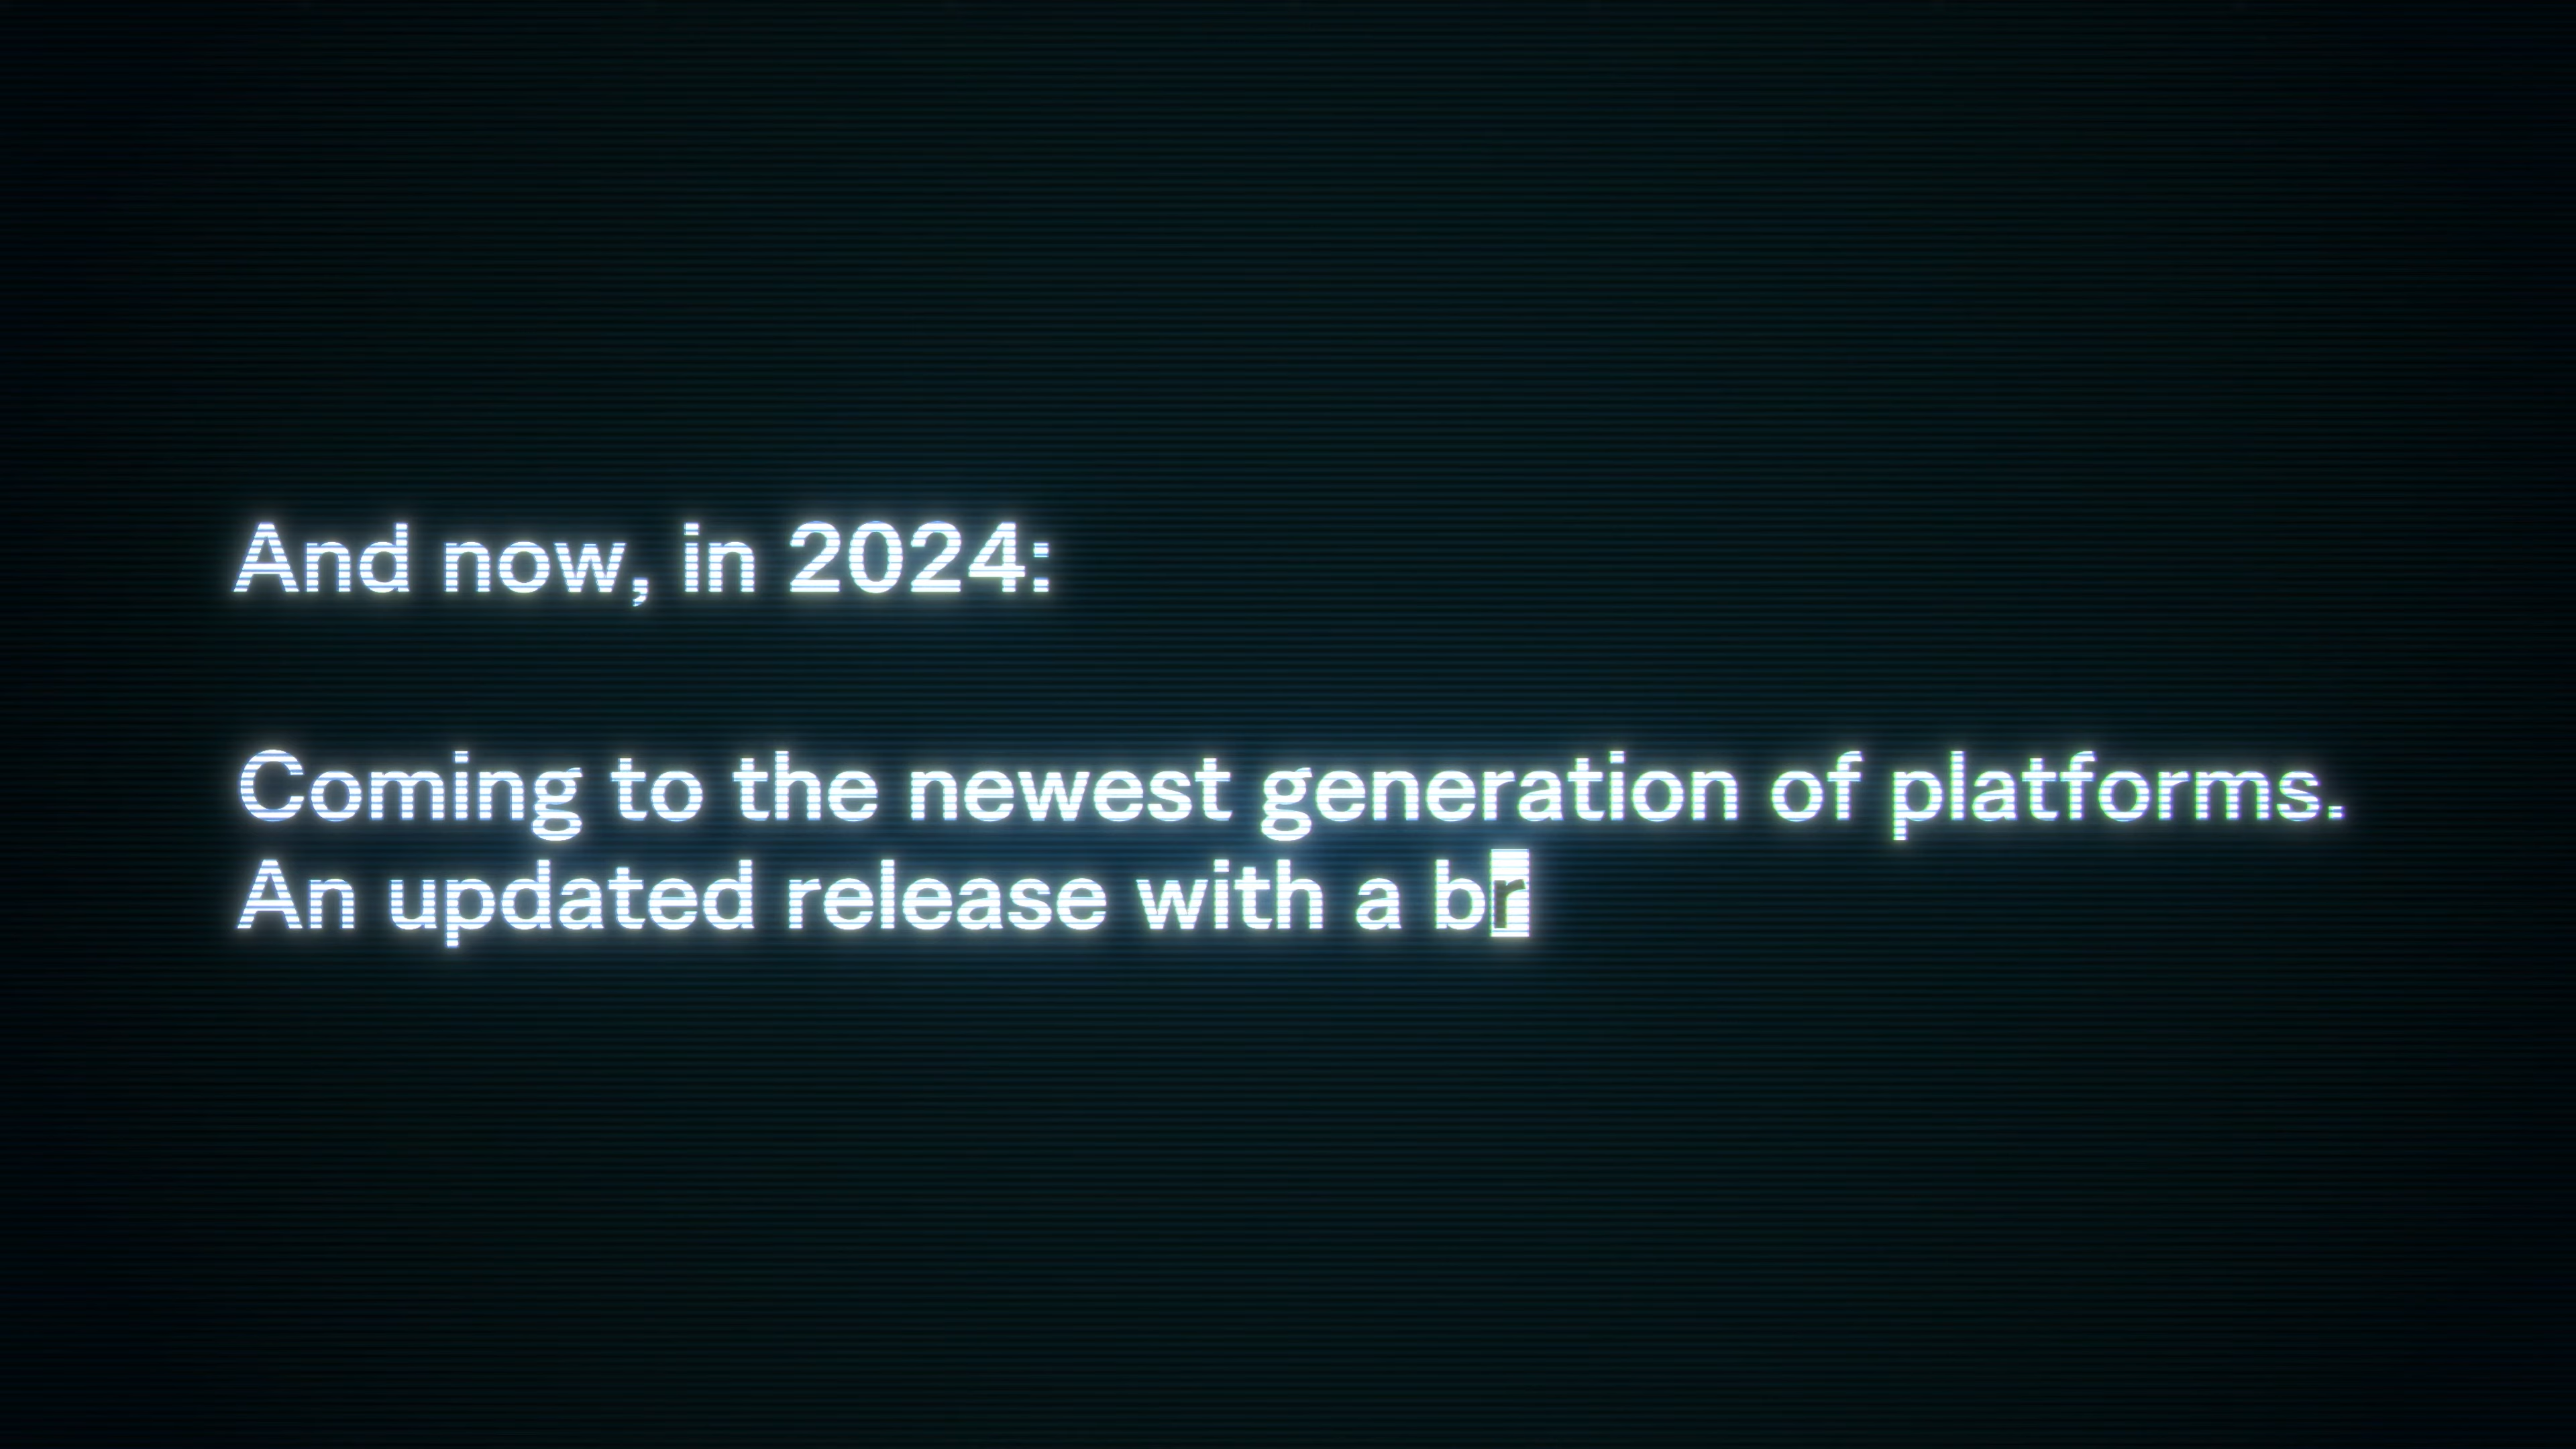 And now, in 2024:
Coming to the newest generation of platforms.
An updated release with a br